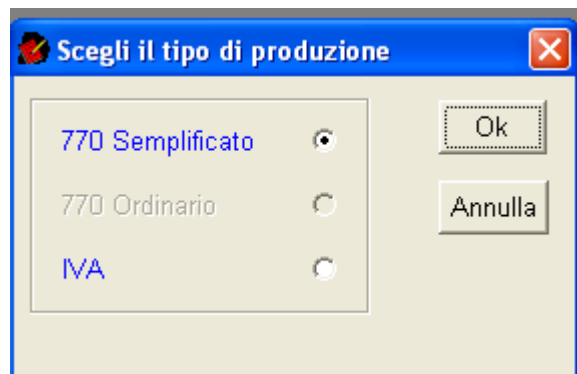 Scegli il tipo di produzione
770 Semplificato
770 Ordinario
IVA
Ok
Annulla